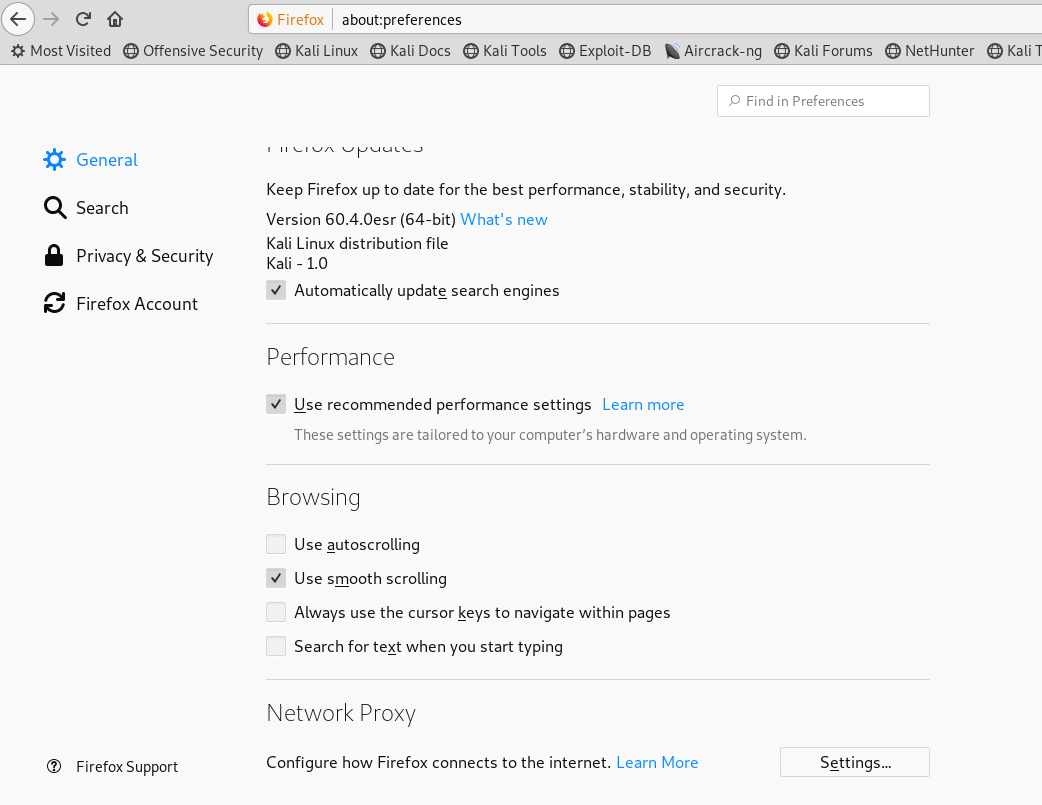 Firefox about:preferences
Most Visited Offensive Security Kali Linux Kali Docs Kali Tools Exploit-DB Aircrack-ng Kali Forums NetHunter Kali T
Find in Preferences
General
Search
Privacy & Security
Firefox Account
Firefox Updates
Keep Firefox up to date for the best performance, stability, and security.
Version 60.4.0esr (64-bit) What's new
Kali Linux distribution file
Kali - 1.0
Automatically update search engines
Performance
Use recommended performance settings Learn more
These settings are tailored to your computer’s hardware and operating system.
Browsing
Use autoscrolling
Use smooth scrolling
Always use the cursor keys to navigate within pages
Search for text when you start typing
Network Proxy
Configure how Firefox connects to the internet. Learn More Settings...
Firefox Support